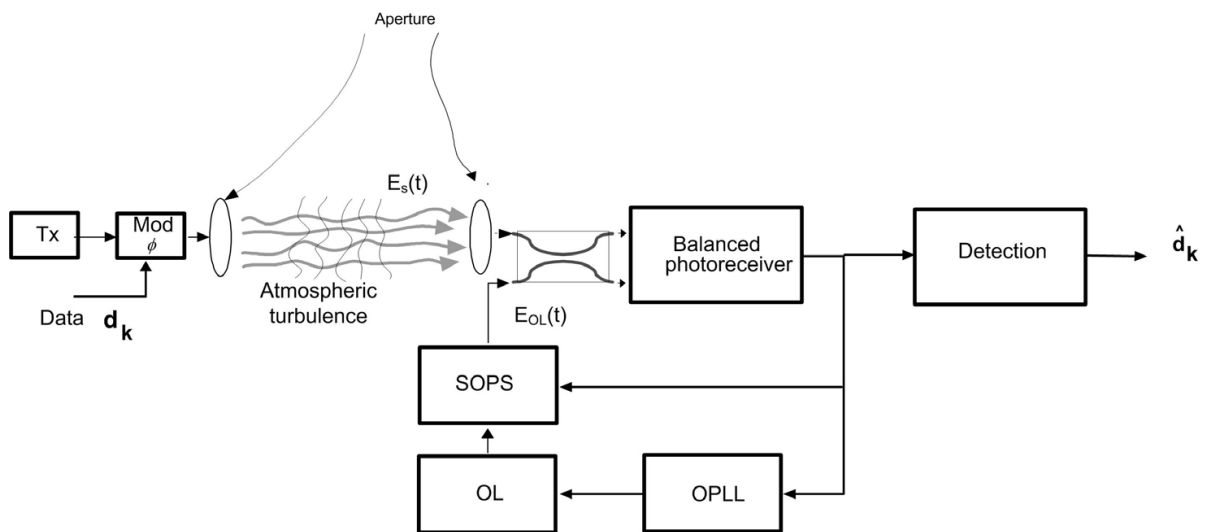 Aperture
E_s(t)
Tx
Mod
ϕ
Balanced
photoreceiver
Detection
d̂_k
Atmospheric
turbulence
Data d_k
E_OL(t)
SOPS
OL
OPLL